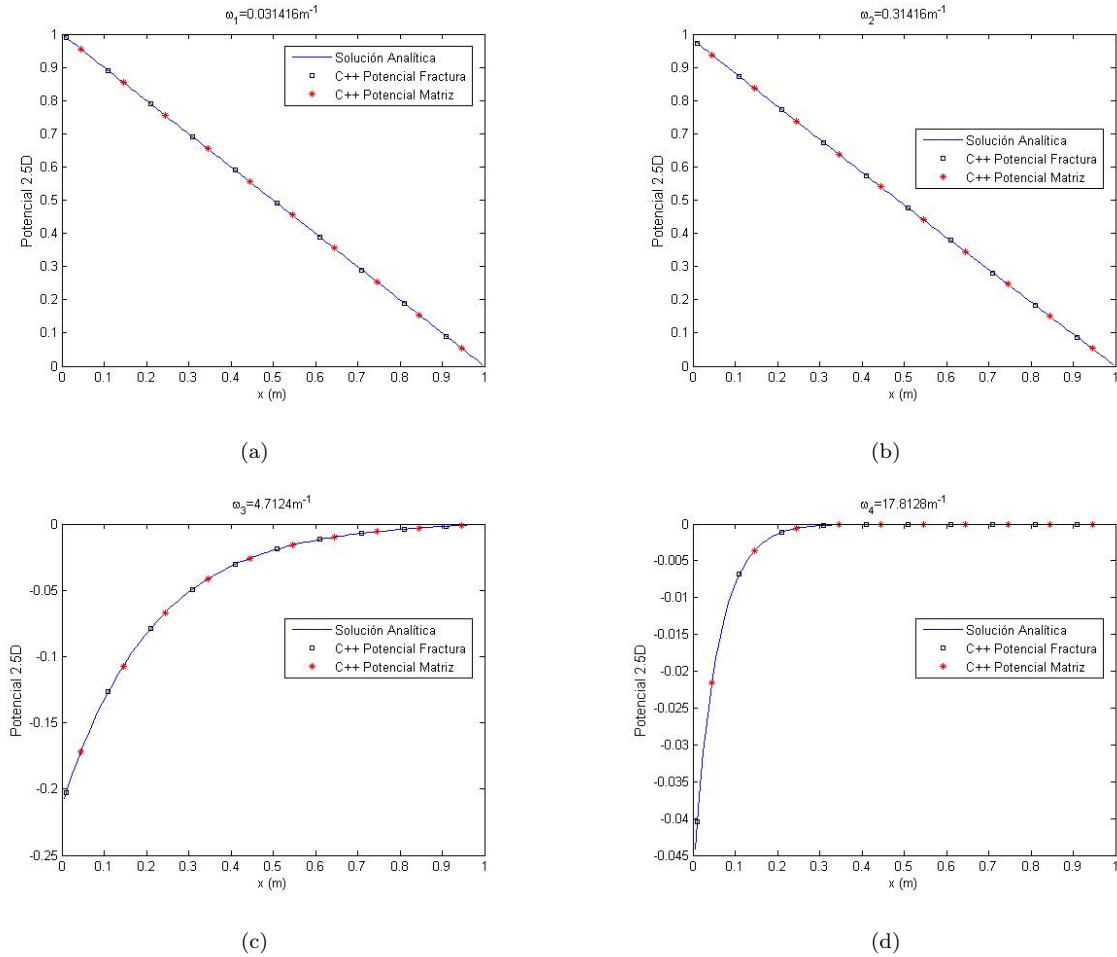 ω1=0.031416m-1
1
0.9
0.8
0.7
0.6
0.5
0.4
0.3
0.2
0.1
0
Potencial 2.5D
Solución Analítica
C++ Potencial Fractura
C++ Potencial Matriz
0 0.1 0.2 0.3 0.4 0.5 0.6 0.7 0.8 0.9 1
x (m)
(a)
ω2=0.31416m-1
1
0.9
0.8
0.7
0.6
0.5
0.4
0.3
0.2
0.1
0
Potencial 2.5D
Solución Analítica
C++ Potencial Fractura
C++ Potencial Matriz
0 0.1 0.2 0.3 0.4 0.5 0.6 0.7 0.8 0.9 1
x (m)
(b)
ω3=4.7124m-1
0
-0.05
-0.1
-0.15
-0.2
-0.25
Potencial 2.5D
Solución Analítica
C++ Potencial Fractura
C++ Potencial Matriz
0 0.1 0.2 0.3 0.4 0.5 0.6 0.7 0.8 0.9 1
x (m)
(c)
ω4=17.8128m-1
0
-0.005
-0.01
-0.015
-0.02
-0.025
-0.03
-0.035
-0.04
-0.045
Potencial 2.5D
Solución Analítica
C++ Potencial Fractura
C++ Potencial Matriz
0 0.1 0.2 0.3 0.4 0.5 0.6 0.7 0.8 0.9 1
x (m)
(d)